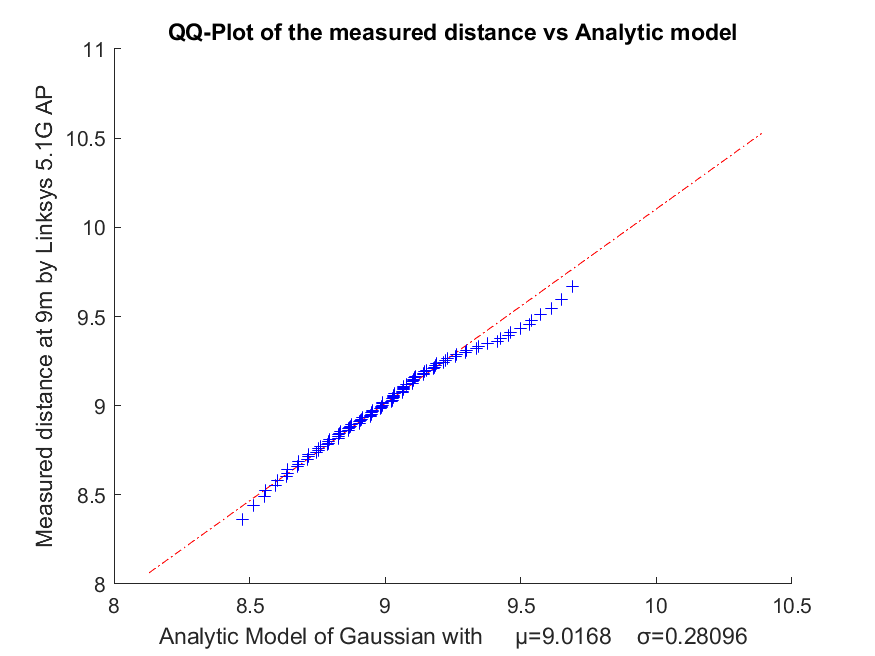 QQ-Plot of the measured distance vs Analytic model
Measured distance at 9m by Linksys 5.1G AP
11
10.5
10
9.5
9
8.5
8
8 8.5 9 9.5 10 10.5
Analytic Model of Gaussian with μ=9.0168 σ=0.28096